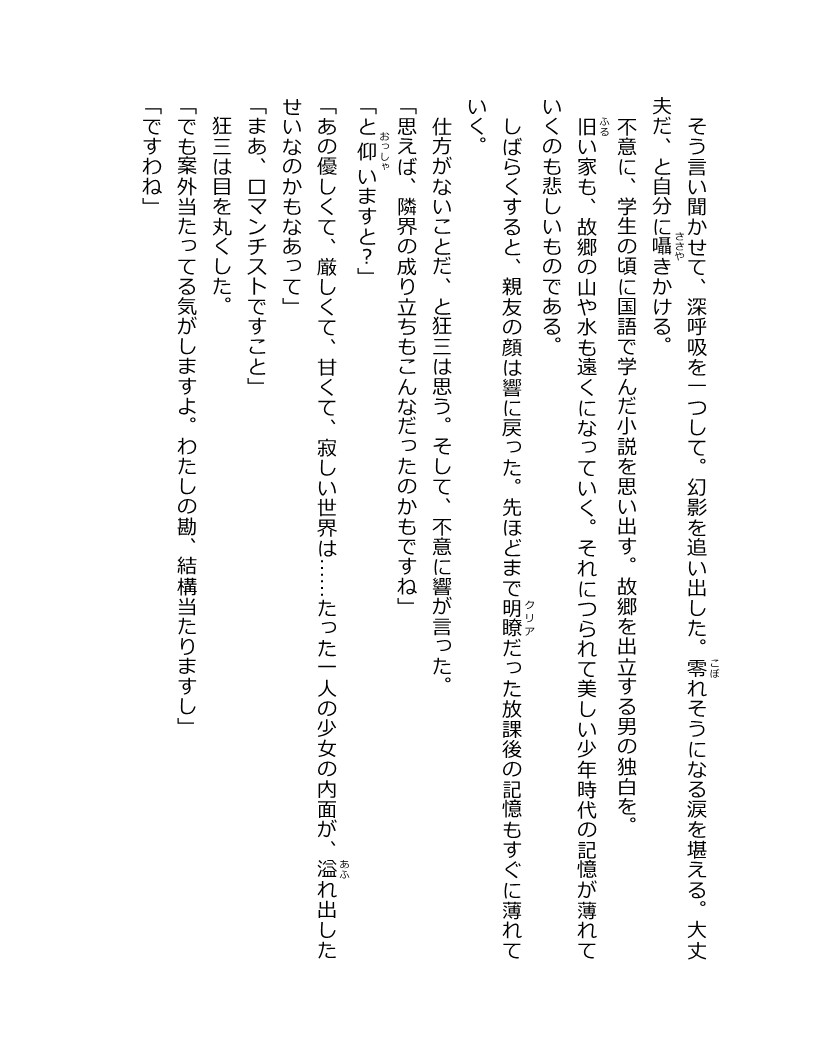 そう言い聞かせて、深呼吸を一つして。幻影を追い出した。零れそうになる涙を堪える。大丈
夫だ、と自分に囁きかける。
　不意に、学生の頃に国語で学んだ小説を思い出す。故郷を出立する男の独白を。
　旧い家も、故郷の山や水も遠くになっていく。それにつられて美しい少年時代の記憶が薄れて
いくのも悲しいものである。
　しばらくすると、親友の顔は響に戻った。先ほどまで明瞭だった放課後の記憶もすぐに薄れて
いく。
　仕方がないことだ、と狂三は思う。そして、不意に響が言った。
「思えば、隣界の成り立ちもこんなだったのかもですね」
「と仰いますと？」
「あの優しくて、厳しくて、甘くて、寂しい世界は……たった一人の少女の内面が、溢れ出した
せいなのかもなあって」
「まあ、ロマンチストですこと」
　狂三は目を丸くした。
「でも案外当たってる気がしますよ。わたしの勘、結構当たりますし」
「ですわね」